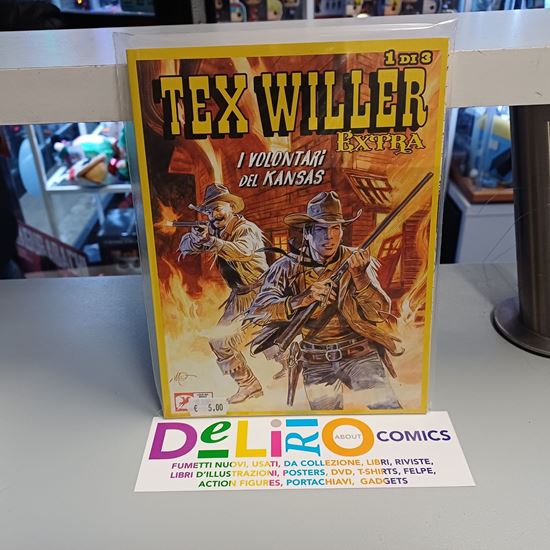 1 DI 3
TEX WILLER
EXTRA
I VOLONTARI
DEL KANSAS
€ 5,00
DeLiRiO ABOUT COMICS
FUMETTI NUOVI, USATI, DA COLLEZIONE, LIBRI, RIVISTE,
LIBRI D'ILLUSTRAZIONI, POSTERS, DVD, T-SHIRTS, FELPE,
ACTION FIGURES, PORTACHIAVI, GADGETS